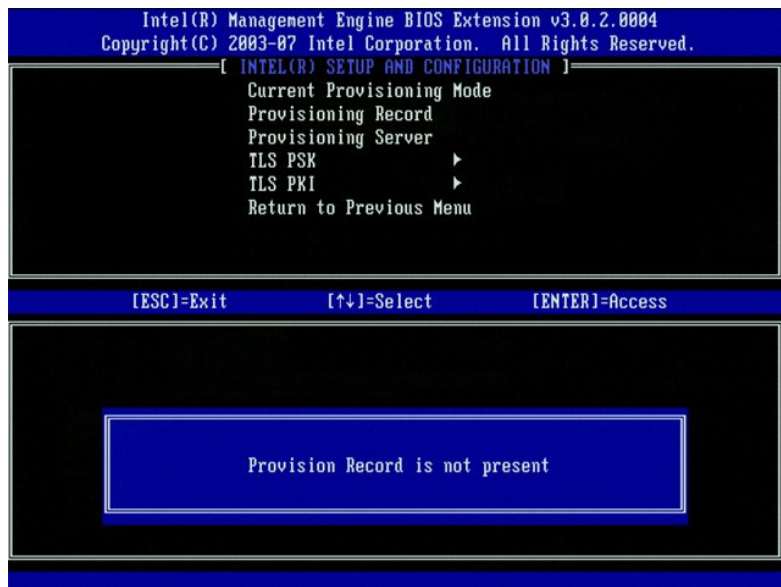 Intel(R) Management Engine BIOS Extension v3.0.2.0004
Copyright(C) 2003-07 Intel Corporation. All Rights Reserved.
[ INTEL(R) SETUP AND CONFIGURATION ]
Current Provisioning Mode
Provisioning Record
Provisioning Server
TLS PSK ►
TLS PKI ►
Return to Previous Menu
[ESC]=Exit [↑↓]=Select [ENTER]=Access
Provision Record is not present